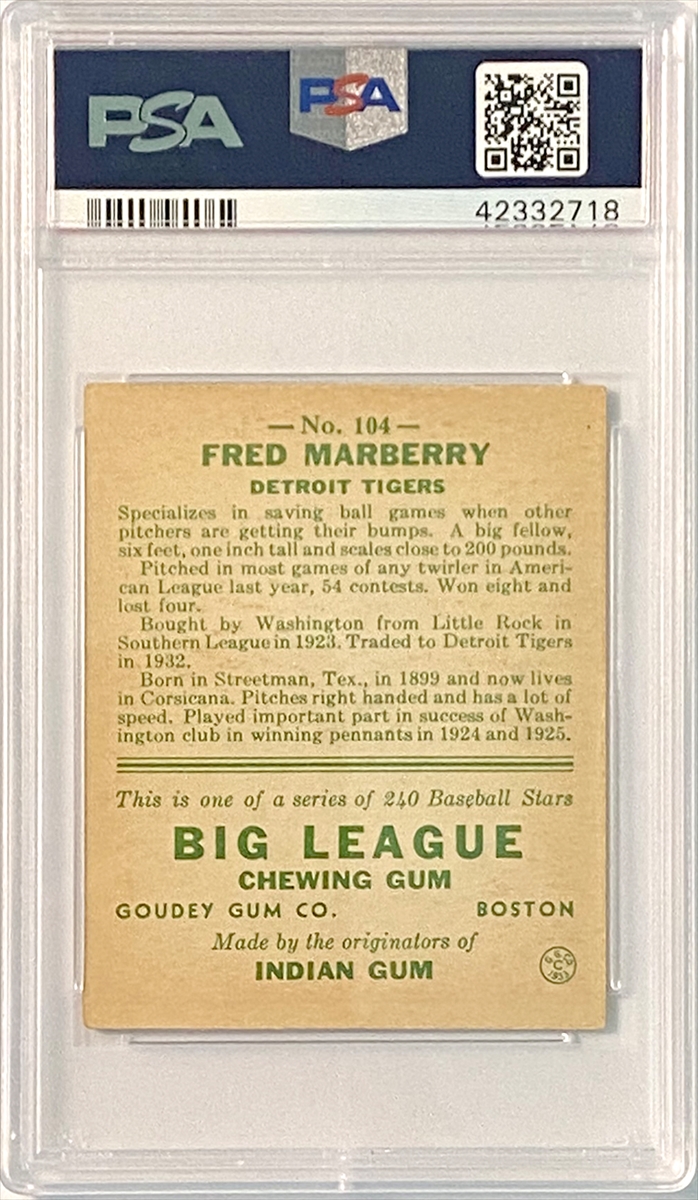 PSA
PSA
42332718
— No. 104 —
FRED MARBERRY
DETROIT TIGERS
Specializes in saving ball games when other
pitchers are getting their bumps. A big fellow,
six feet, one inch tall and scales close to 200 pounds.
Pitched in most games of any twirler in Ameri-
can League last year, 54 contests. Won eight and
lost four.
Bought by Washington from Little Rock in
Southern League in 1923. Traded to Detroit Tigers
in 1932.
Born in Streetman, Tex., in 1899 and now lives
in Corsicana. Pitches right handed and has a lot of
speed. Played important part in success of Wash-
ington club in winning pennants in 1924 and 1925.
This is one of a series of 240 Baseball Stars
BIG LEAGUE
CHEWING GUM
GOUDEY GUM CO. BOSTON
Made by the originators of
INDIAN GUM
G. G. CO.
C
1933